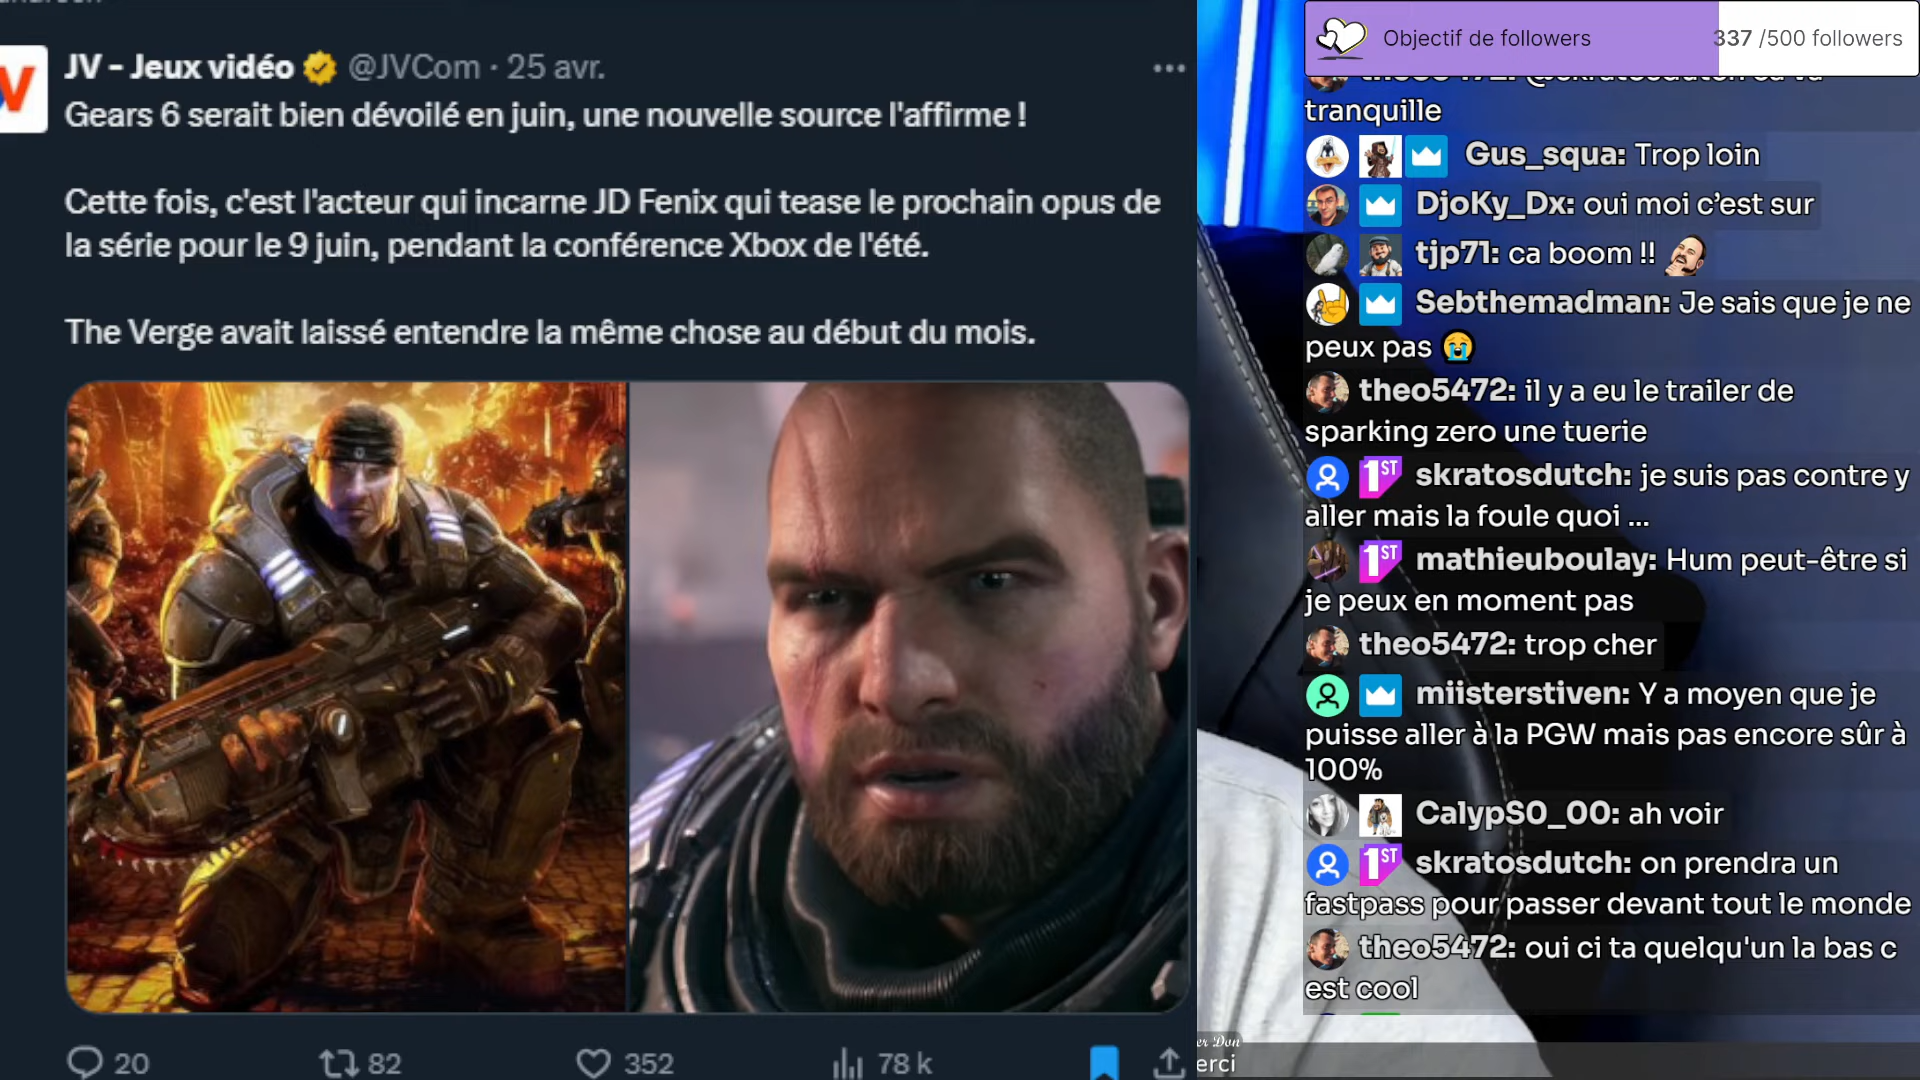 JV - Jeux vidéo @JVCom · 25 avr.
Gears 6 serait bien dévoilé en juin, une nouvelle source l'affirme !
Cette fois, c'est l'acteur qui incarne JD Fenix qui tease le prochain opus de
la série pour le 9 juin, pendant la conférence Xbox de l'été.
The Verge avait laissé entendre la même chose au début du mois.
20 82 352 78 k
Objectif de followers 337 /500 followers
tranquille
Gus_squa: Trop loin
DjoKy_Dx: oui moi c’est sur
tjp71: ca boom !!
Sebthemadman: Je sais que je ne
peux pas
theo5472: il y a eu le trailer de
sparking zero une tuerie
1ST skratosdutch: je suis pas contre y
aller mais la foule quoi ...
1ST mathieuboulay: Hum peut-être si
je peux en moment pas
theo5472: trop cher
miisterstiven: Y a moyen que je
puisse aller à la PGW mais pas encore sûr à
100%
CalypS0_00: ah voir
1ST skratosdutch: on prendra un
fastpass pour passer devant tout le monde
theo5472: oui ci ta quelqu'un la bas c
est cool